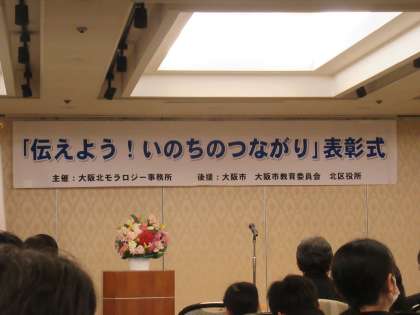 「伝えよう!いのちのつながり」表彰式
主催:大阪北モラロジー事務所　後援:大阪市　大阪市教育委員会　北区役所